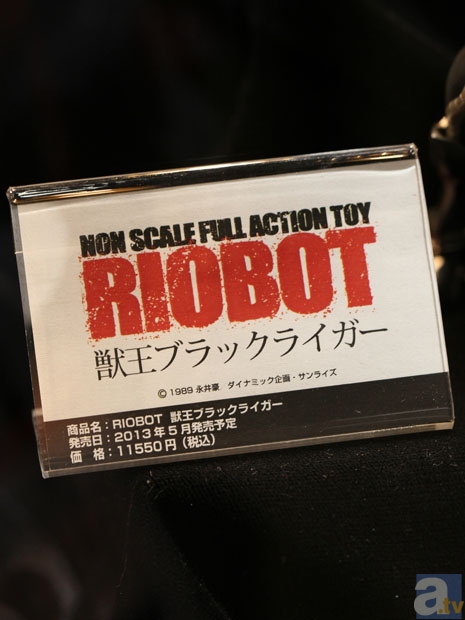 NON SCALE FULL ACTION TOY
RIOBOT
獣王ブラックライガー
© 1989 永井豪 ダイナミック企画・サンライズ
商品名：RIOBOT 獣王ブラックライガー
発売日：2013年5月発売予定
価　格：11550円（税込）
a.tv